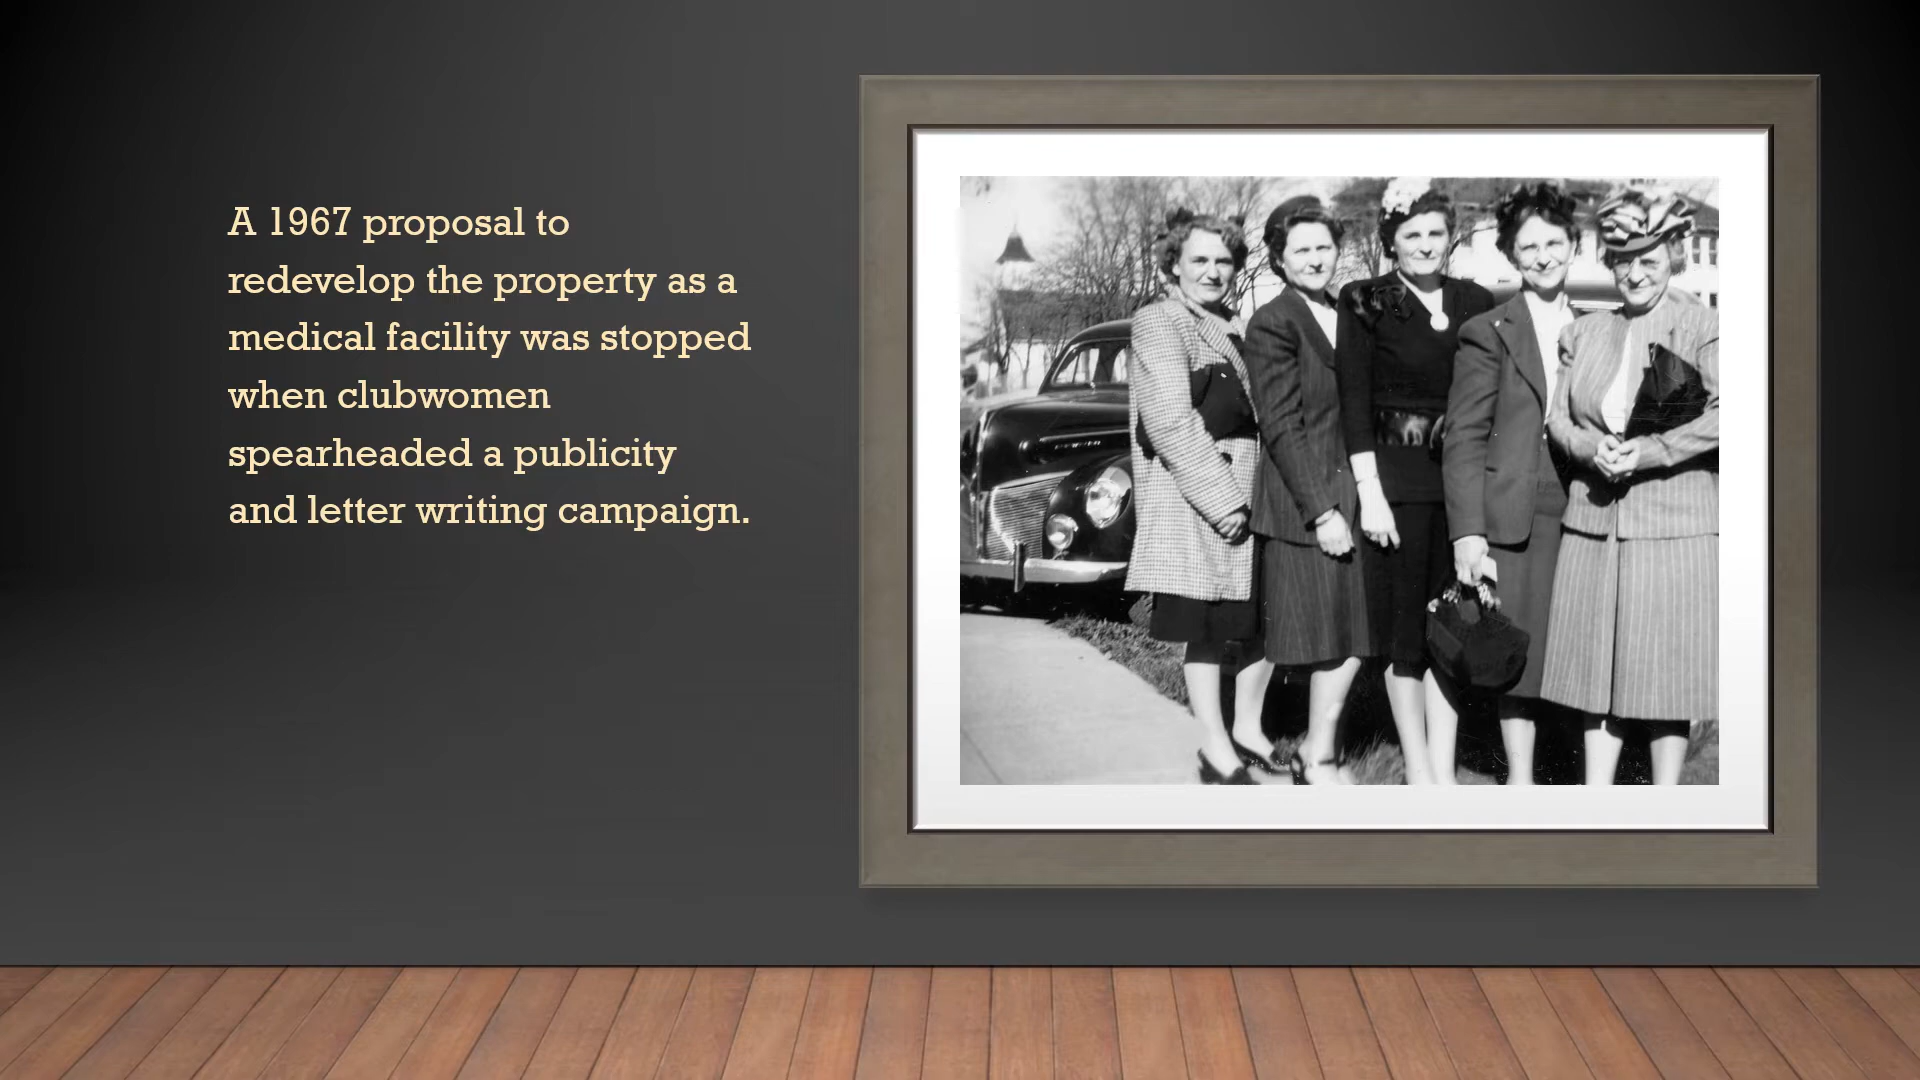 A 1967 proposal to
redevelop the property as a
medical facility was stopped
when clubwomen
spearheaded a publicity
and letter writing campaign.